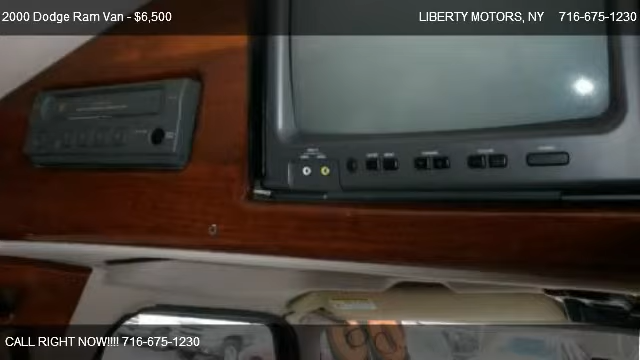 2000 Dodge Ram Van - $6,500
LIBERTY MOTORS, NY 716-675-1230
CALL RIGHT NOW!!!! 716-675-1230